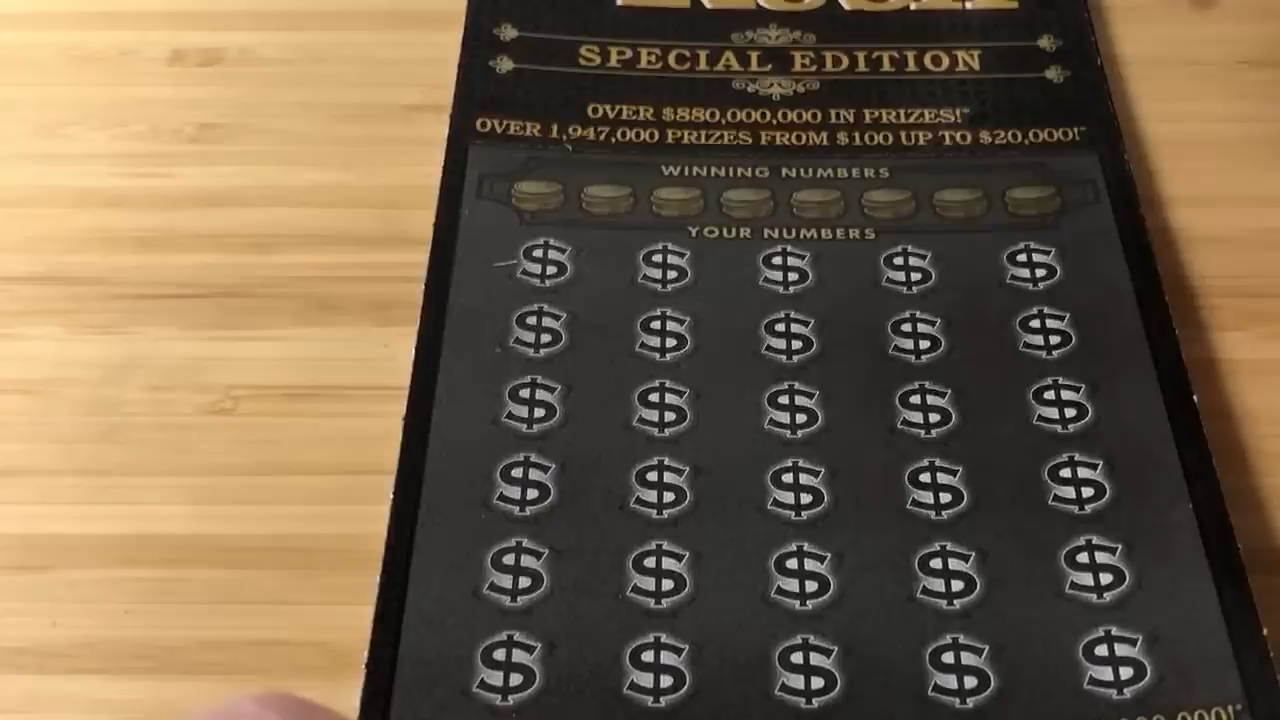 SPECIAL EDITION
OVER $880,000,000 IN PRIZES!*
OVER 1,947,000 PRIZES FROM $100 UP TO $20,000!*
WINNING NUMBERS
YOUR NUMBERS
$ $ $ $ $
$ $ $ $ $
$ $ $ $ $
$ $ $ $ $
$ $ $ $ $
$ $ $ $ $